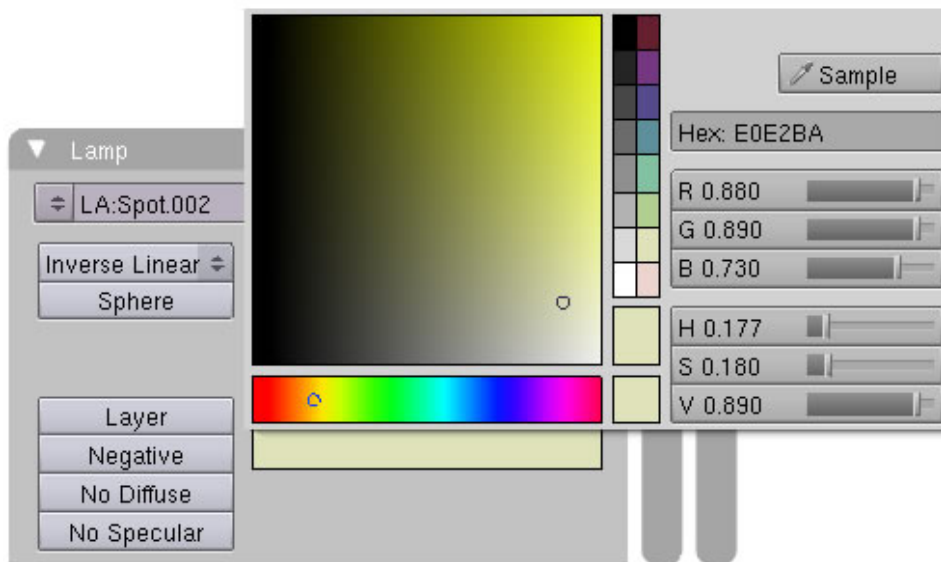 Sample
Hex: E0E2BA
Lamp
LA:Spot.002
R 0.880
G 0.890
B 0.730
Inverse Linear
Sphere
H 0.177
S 0.180
V 0.890
Layer
Negative
No Diffuse
No Specular